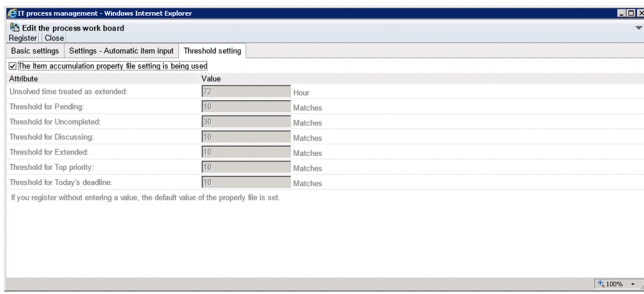 IT process management - Windows Internet Explorer
Edit the process work board
Register Close
Basic settings Settings - Automatic item input Threshold setting
The Item accumulation property file setting is being used
Attribute Value
Unsolved time treated as extended: 72 Hour
Threshold for Pending: 10 Matches
Threshold for Uncompleted: 30 Matches
Threshold for Discussing: 10 Matches
Threshold for Extended: 10 Matches
Threshold for Top priority: 10 Matches
Threshold for Today's deadline: 10 Matches
If you register without entering a value, the default value of the property file is set.
100%